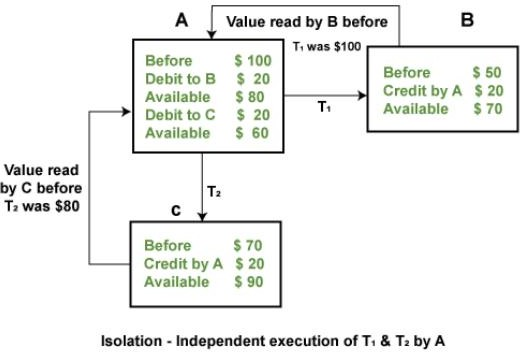 A
Value read by B before
T₁ was $100
B
Before $ 100
Debit to B $ 20
Available $ 80
Debit to C $ 20
Available $ 60
T₁
Before $ 50
Credit by A $ 20
Available $ 70
Value read
by C before
T₂ was $80
T₂
c
Before $ 70
Credit by A $ 20
Available $ 90
Isolation - Independent execution of T₁ & T₂ by A